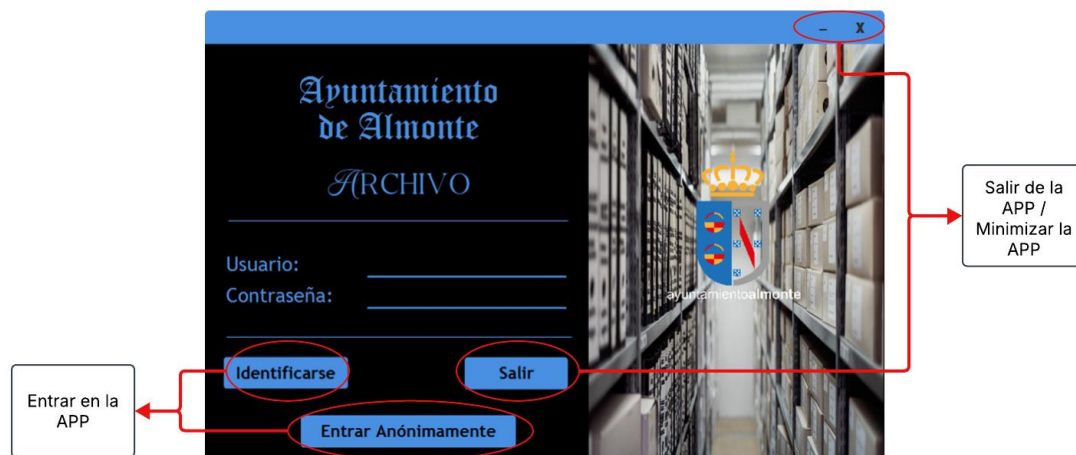 _ X
Ayuntamiento
de Almonte
ARCHIVO
Usuario:
Contraseña:
Identificarse
Salir
Entrar Anónimamente
ayuntamientoalmonte
Salir de la
APP /
Minimizar la
APP
Entrar en la
APP